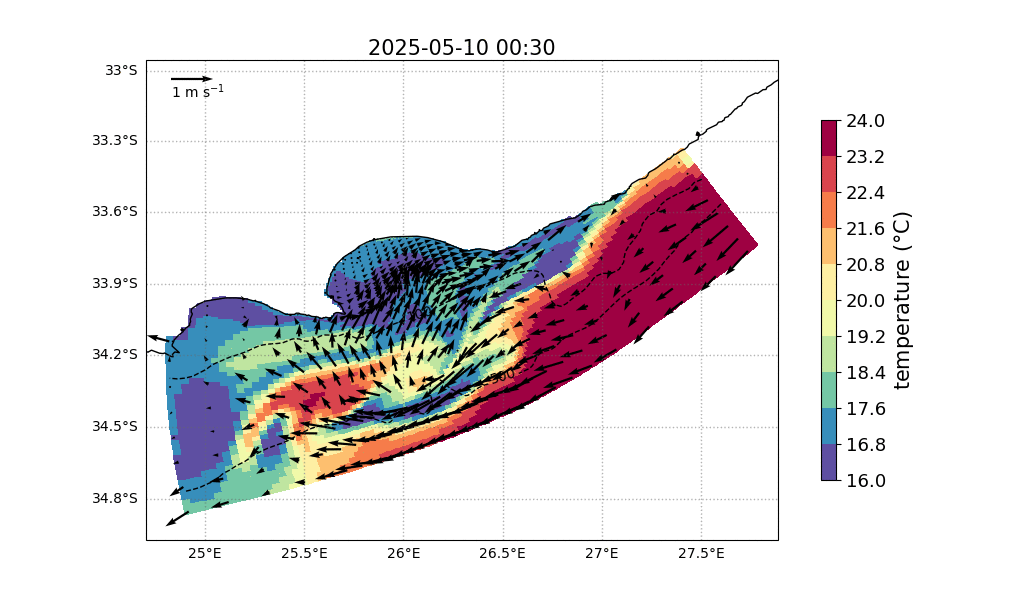 2025-05-10 00:30
1 m s⁻¹
33°S
33.3°S
33.6°S
33.9°S
34.2°S
34.5°S
34.8°S
25°E
25.5°E
26°E
26.5°E
27°E
27.5°E
500
24.0
23.2
22.4
21.6
20.8
20.0
19.2
18.4
17.6
16.8
16.0
temperature (°C)